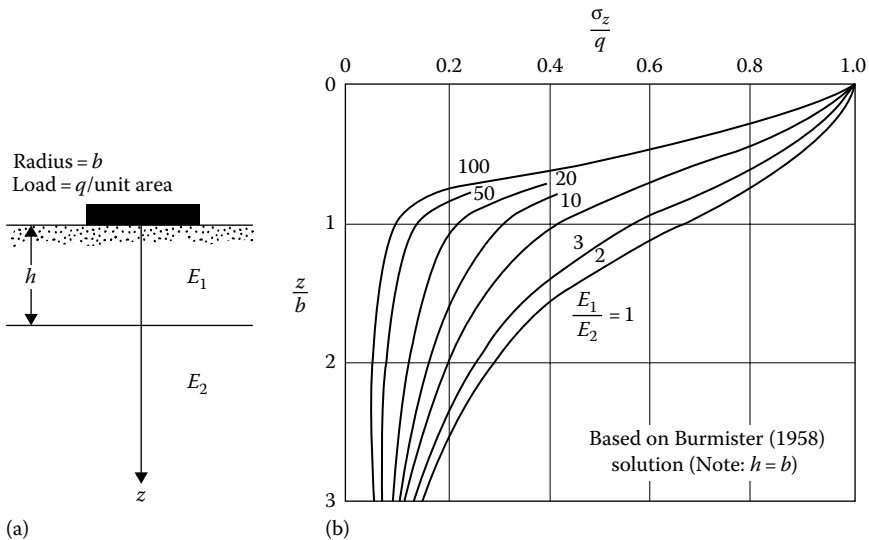 Radius = b
Load = q/unit area
h
E₁
E₂
z
(a)
σz
q
0 0.2 0.4 0.6 0.8 1.0
0
100
50
20
10
1
3
2
z
b
E₁
E₂
= 1
2
Based on Burmister (1958)
solution (Note: h = b)
3
(b)